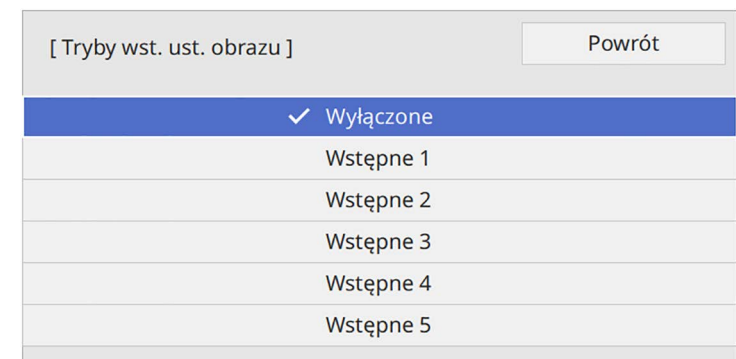 [ Tryby wst. ust. obrazu ]
Powrót
Wyłączone
Wstępne 1
Wstępne 2
Wstępne 3
Wstępne 4
Wstępne 5